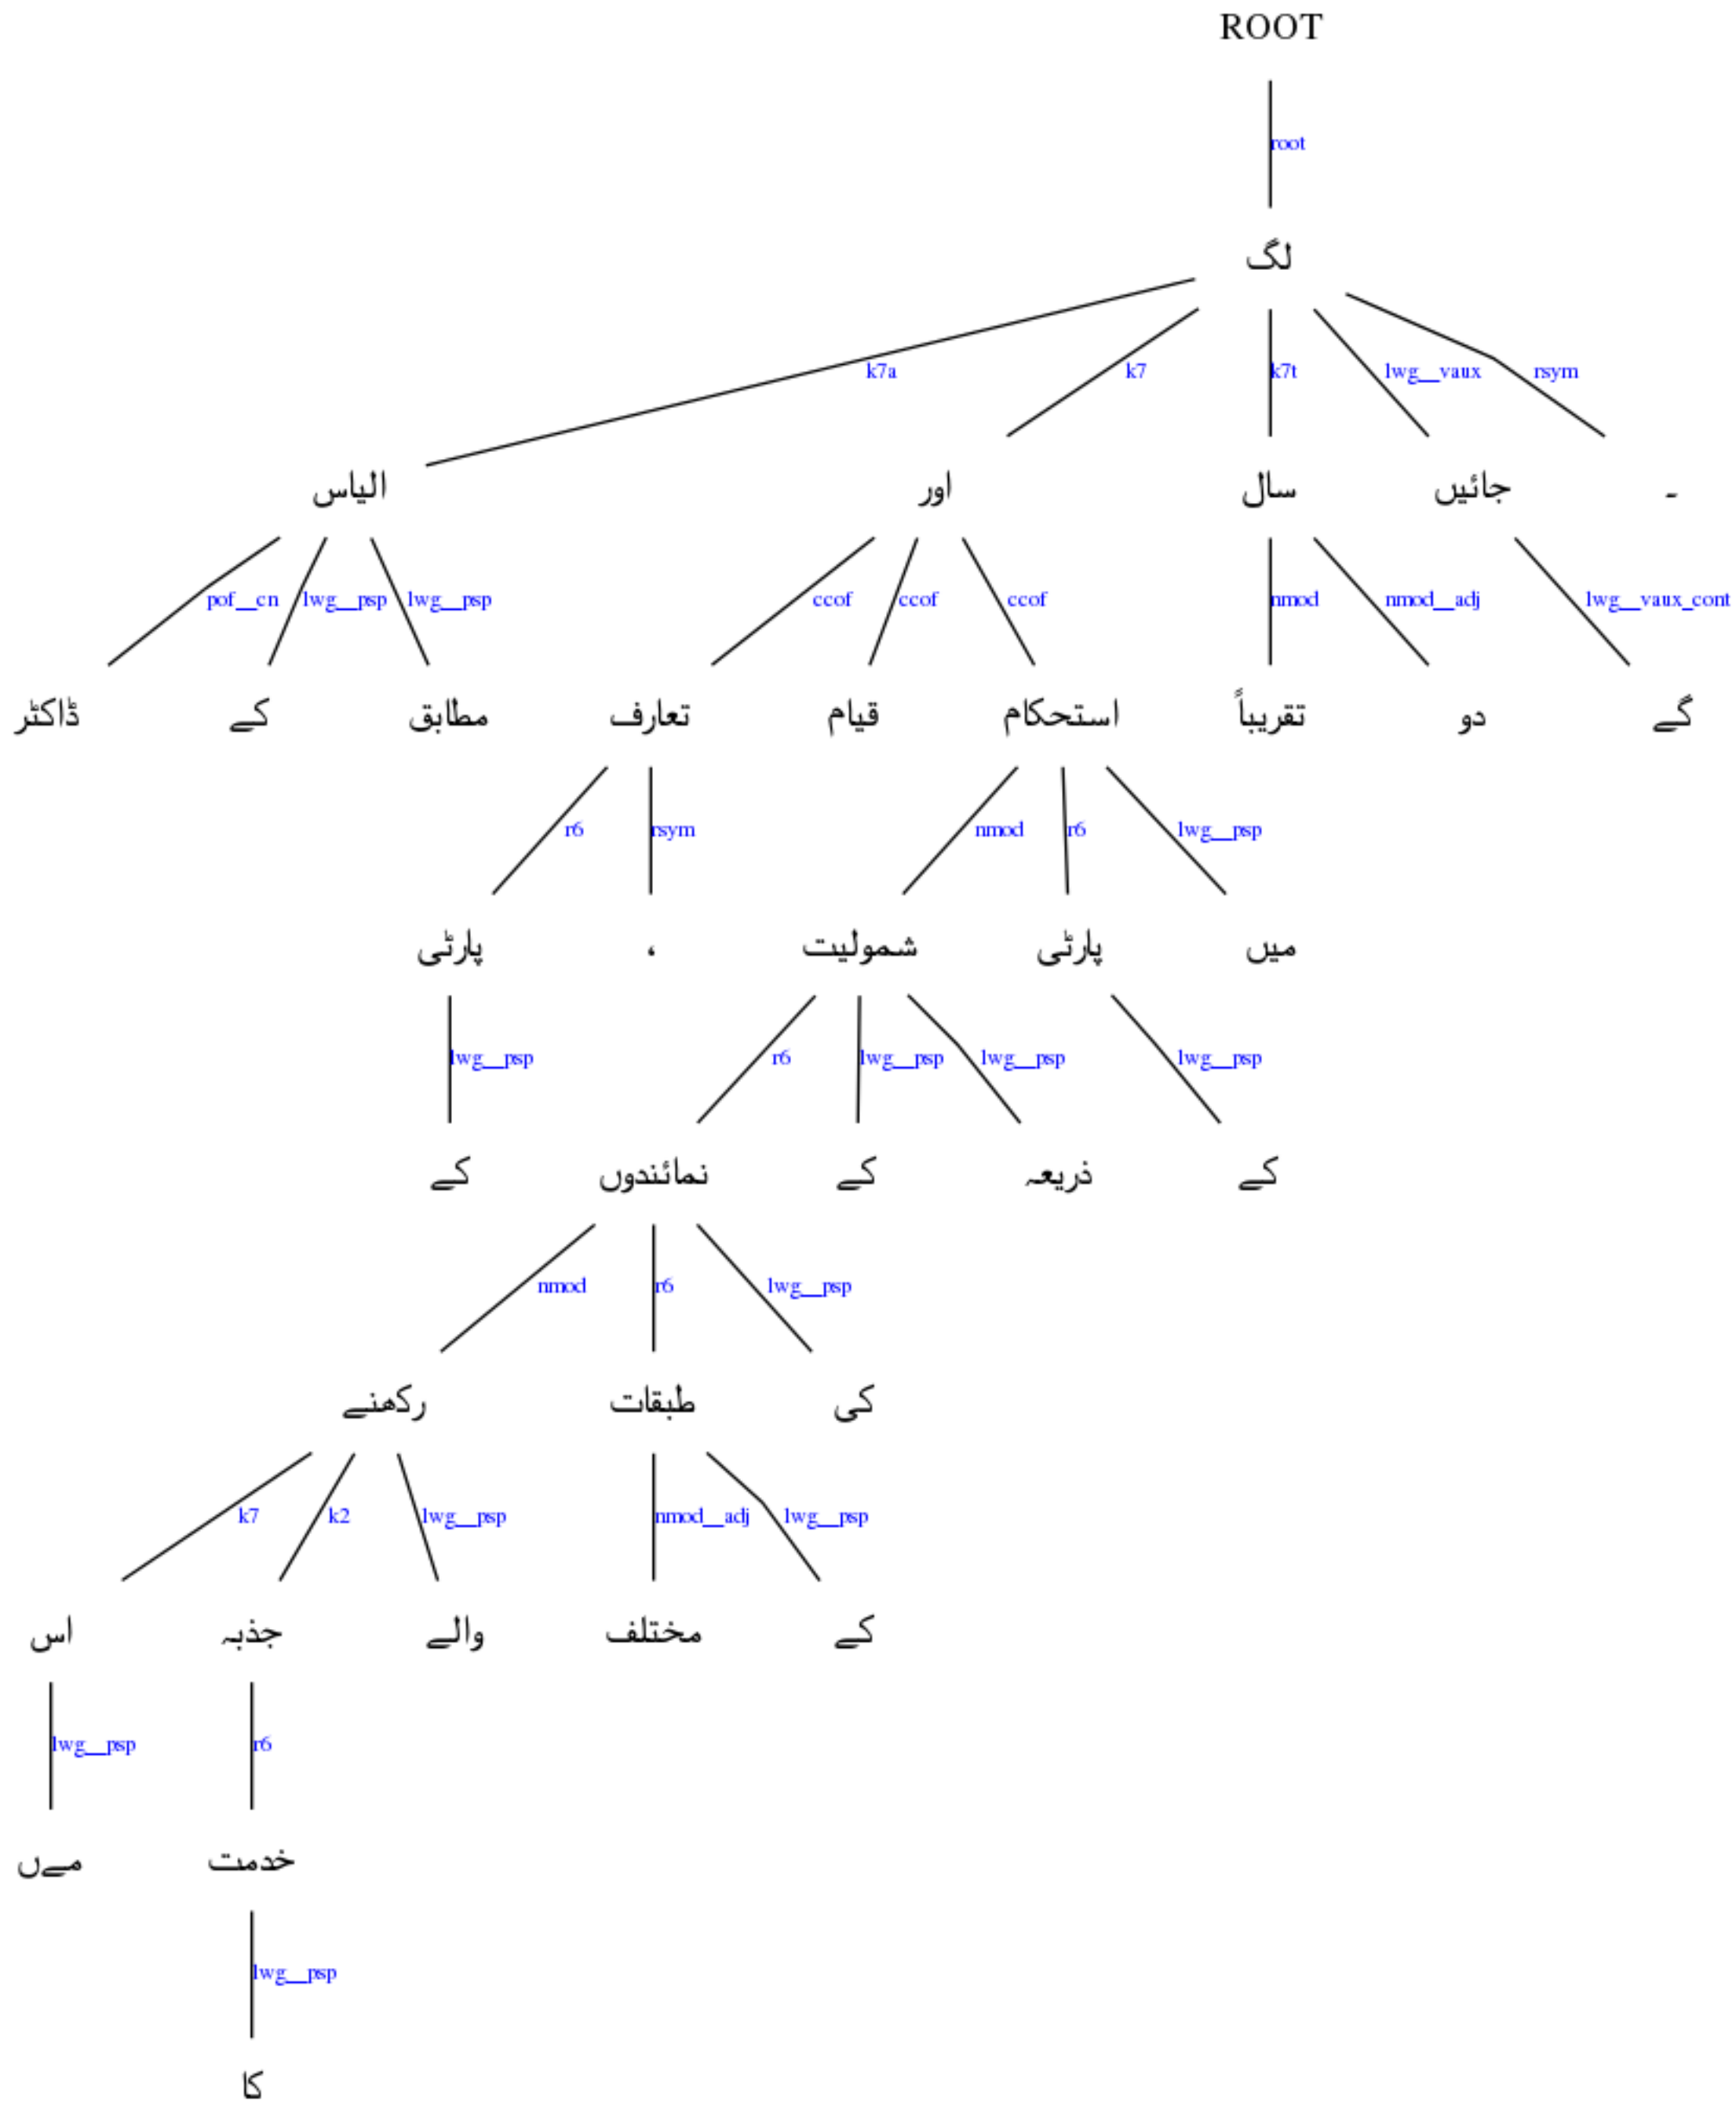 ROOT
root
لگ
k7a k7 k7t lwg__vaux rsym
الیاس اور سال جائیں ۔
pof__cn lwg__psp lwg__psp ccof ccof ccof nmod nmod__adj lwg__vaux_cont
ڈاکٹر کے مطابق تعارف قیام استحکام تقریباً دو گے
r6 rsym nmod r6 lwg__psp
پارٹی ، شمولیت پارٹی میں
lwg__psp r6 lwg__psp lwg__psp lwg__psp
کے نمائندوں کے ذریعہ کے
nmod r6 lwg__psp
رکھنے طبقات کی
k7 k2 lwg__psp nmod__adj lwg__psp
اس جذبہ والے مختلف کے
lwg__psp r6
مےں خدمت
lwg__psp
کا